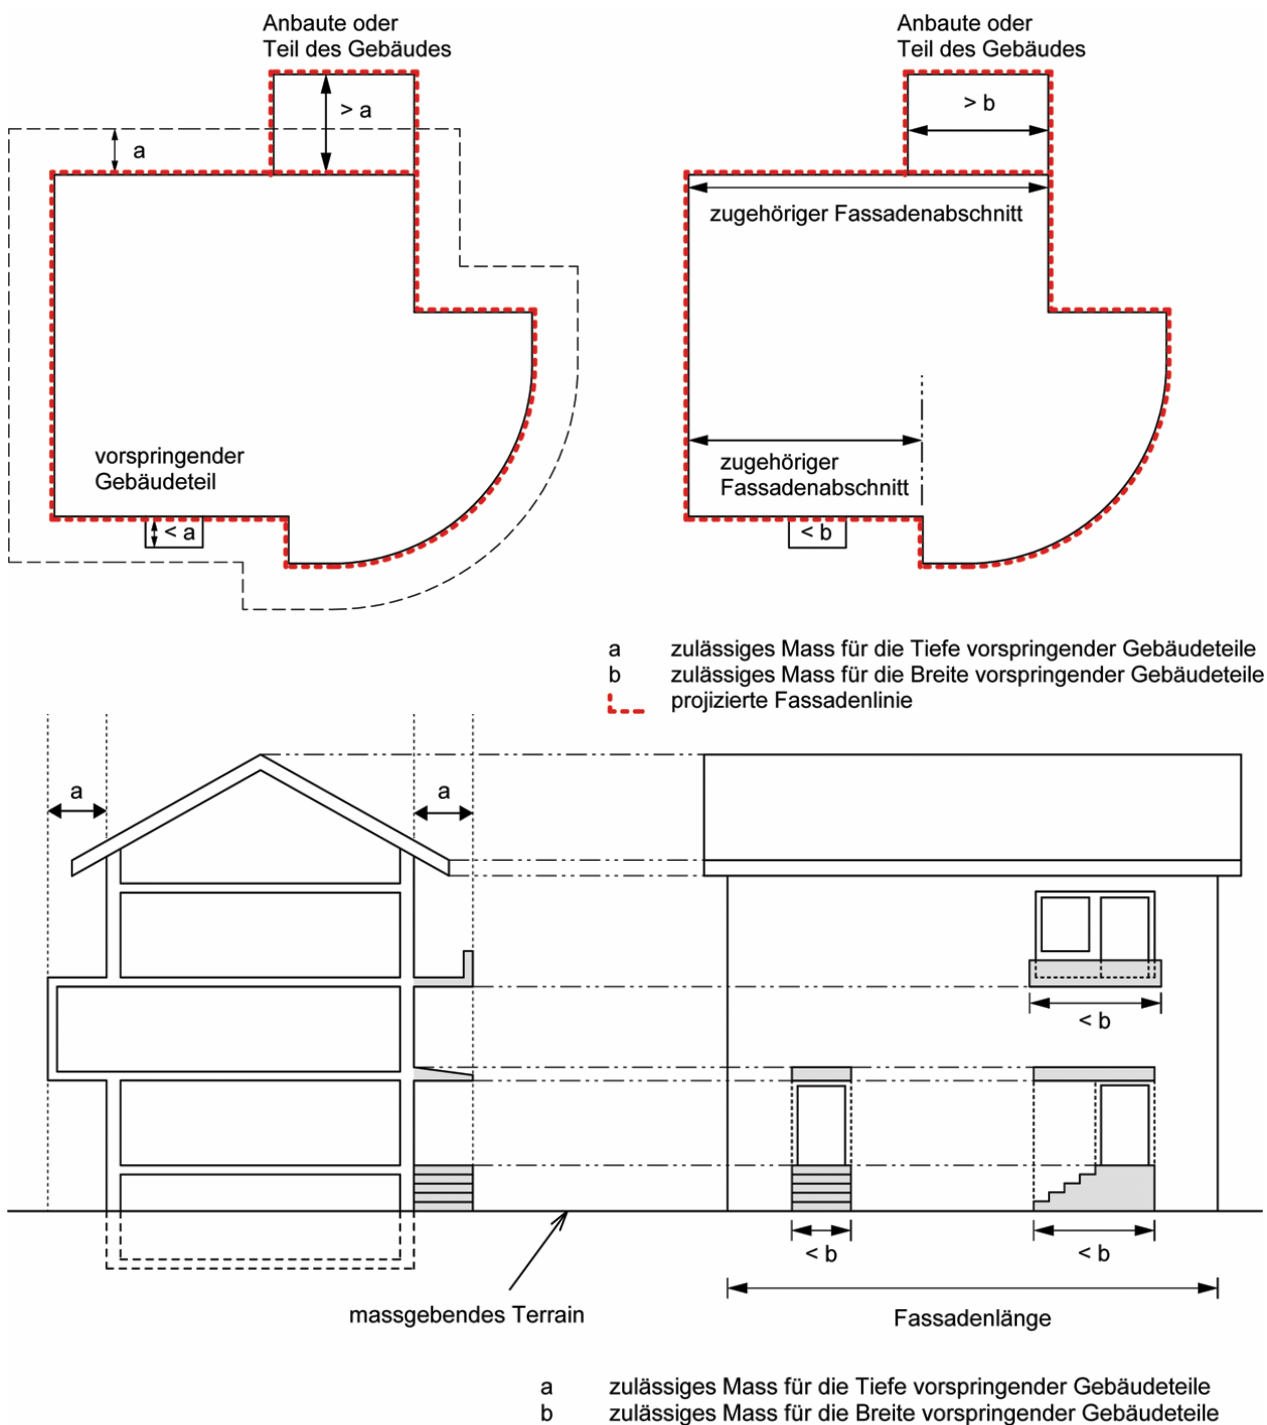 Anbaute oder
Teil des Gebäudes
> a
a
vorspringender
Gebäudeteil
< a
Anbaute oder
Teil des Gebäudes
> b
zugehöriger Fassadenabschnitt
zugehöriger
Fassadenabschnitt
< b
a zulässiges Mass für die Tiefe vorspringender Gebäudeteile
b zulässiges Mass für die Breite vorspringender Gebäudeteile
projizierte Fassadenlinie
a
a
< b
< b
< b
massgebendes Terrain
Fassadenlänge
a zulässiges Mass für die Tiefe vorspringender Gebäudeteile
b zulässiges Mass für die Breite vorspringender Gebäudeteile